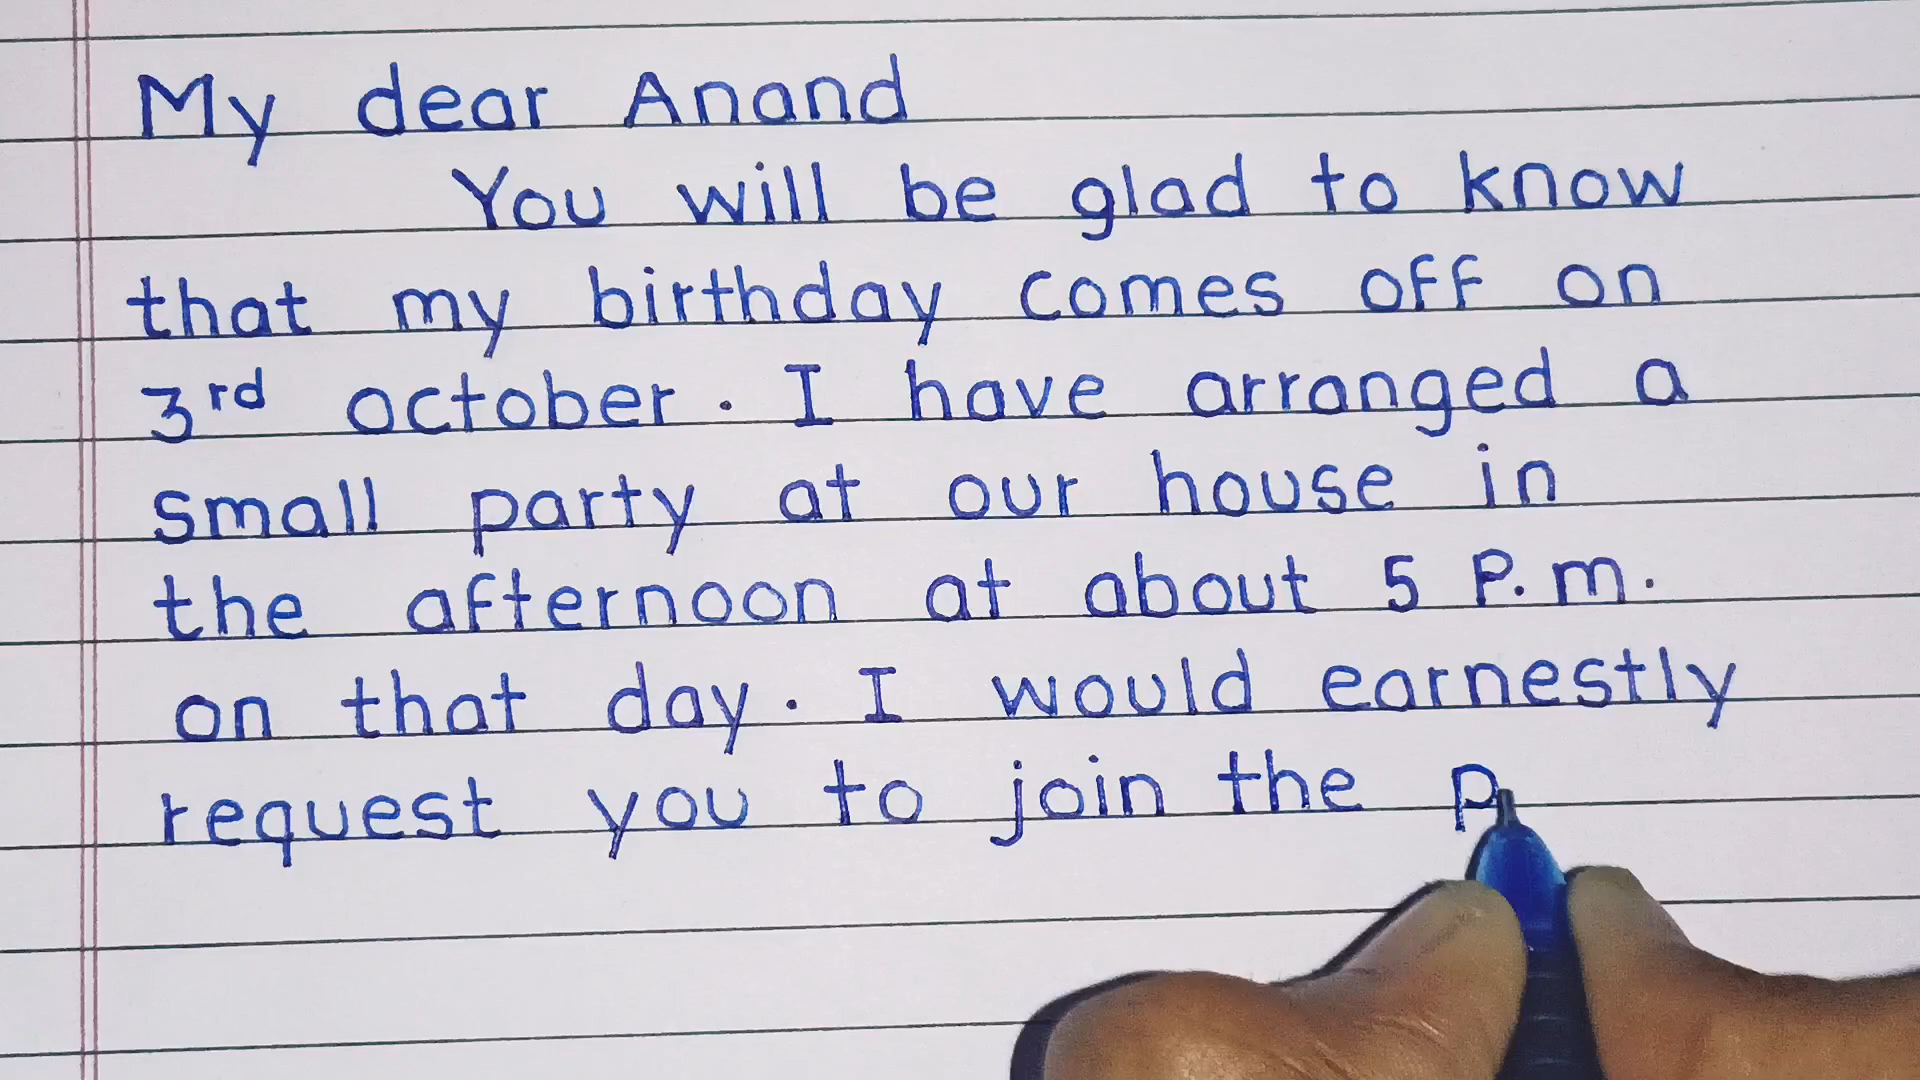 My dear Anand
You will be glad to know
that my birthday comes off on
3rd october. I have arranged a
small party at our house in
the afternoon at about 5 P.m.
on that day. I would earnestly
request you to join the p